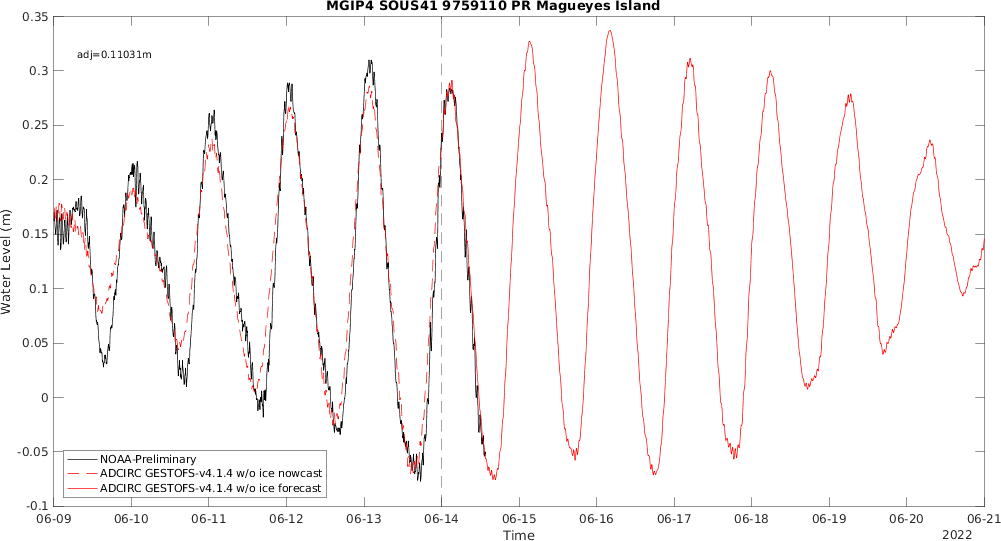 MGIP4 SOUS41 9759110 PR Magueyes Island
adj=0.11031m
0.35
0.3
0.25
0.2
0.15
0.1
0.05
0
-0.05
-0.1
Water Level (m)
NOAA-Preliminary
ADCIRC GESTOFS-v4.1.4 w/o ice nowcast
ADCIRC GESTOFS-v4.1.4 w/o ice forecast
06-09 06-10 06-11 06-12 06-13 06-14 06-15 06-16 06-17 06-18 06-19 06-20 06-21
Time
2022